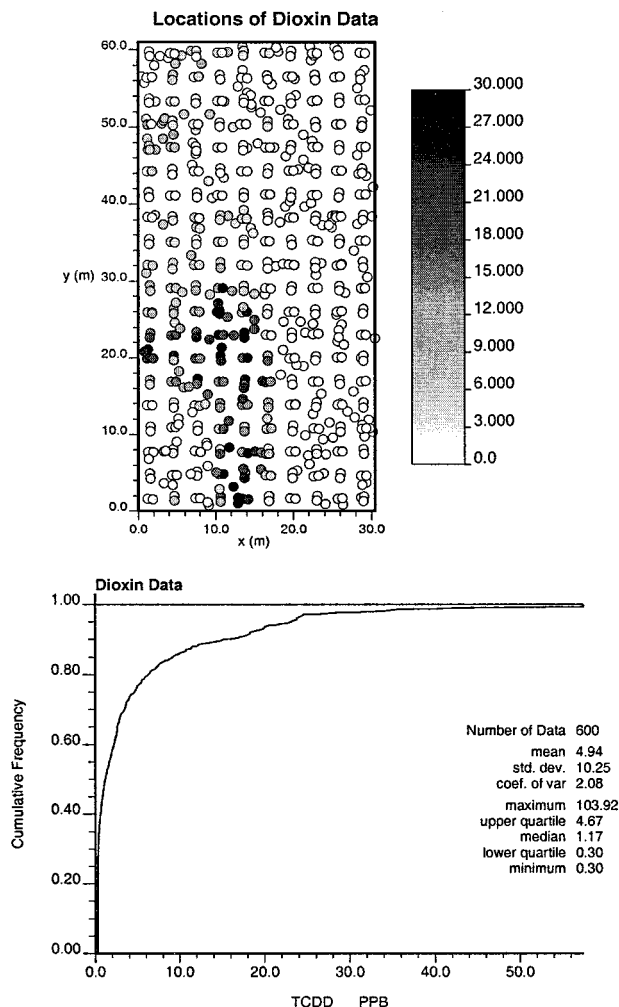 Locations of Dioxin Data
60.0
50.0
40.0
y (m)
30.0
20.0
10.0
0.0
0.0 10.0 20.0 30.0
x (m)
30.000
27.000
24.000
21.000
18.000
15.000
12.000
9.000
6.000
3.000
0.0
Dioxin Data
Cumulative Frequency
1.00
0.80
0.60
0.40
0.20
0.00
0.0 10.0 20.0 30.0 40.0 50.0
TCDD PPB
Number of Data 600
mean 4.94
std. dev. 10.25
coef. of var 2.08
maximum 103.92
upper quartile 4.67
median 1.17
lower quartile 0.30
minimum 0.30